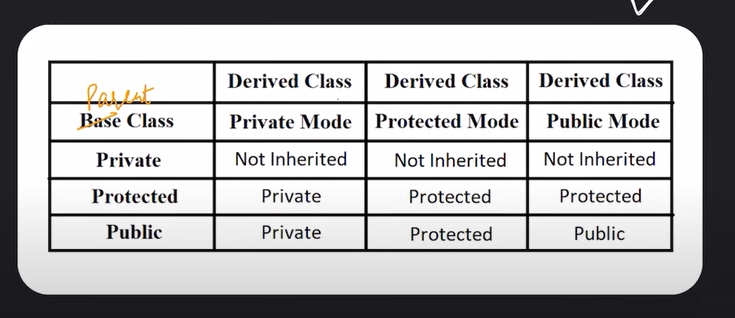 Derived Class Derived Class Derived Class
Parent
Base Class Private Mode Protected Mode Public Mode
Private Not Inherited Not Inherited Not Inherited
Protected Private Protected Protected
Public Private Protected Public